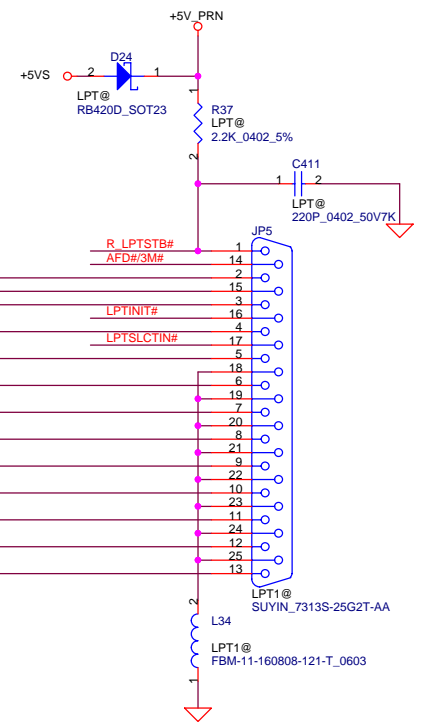 +5V_PRN
D24
+5VS
2
1
LPT@
RB420D_SOT23
1
R37
LPT@
2.2K_0402_5%
2
C411
1
2
LPT@
220P_0402_50V7K
JP5
R_LPTSTB#
1
AFD#/3M#
14
2
15
3
LPTINIT#
16
4
LPTSLCTIN#
17
5
18
6
19
7
20
8
21
9
22
10
23
11
24
12
25
13
LPT1@
SUYIN_7313S-25G2T-AA
2
L34
LPT1@
FBM-11-160808-121-T_0603
1